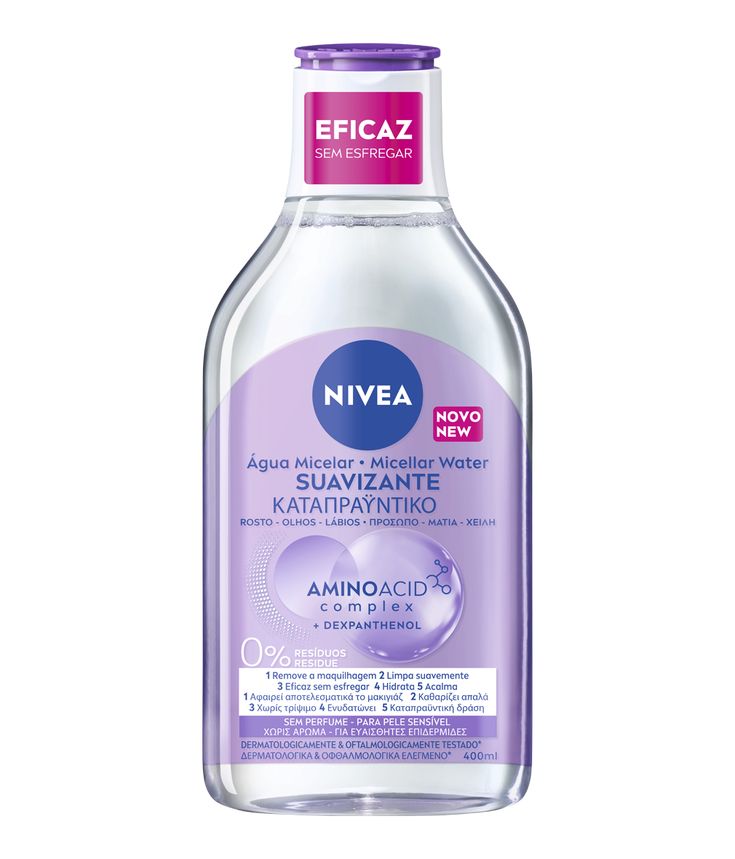 EFICAZ
SEM ESFREGAR
NIVEA
NOVO
NEW
Água Micelar • Micellar Water
SUAVIZANTE
ΚΑΤΑΠΡΑΫΝΤΙΚΟ
ROSTO - OLHOS - LÁBIOS • ΠΡΟΣΩΠΟ - ΜΑΤΙΑ - ΧΕΙΛΗ
AMINOACID
complex
+ DEXPANTHENOL
0% RESÍDUOS
RESIDUE
1 Remove a maquilhagem 2 Limpa suavemente
3 Eficaz sem esfregar 4 Hidrata 5 Acalma
1 Αφαιρεί αποτελεσματικά το μακιγιάζ 2 Καθαρίζει απαλά
3 Χωρίς τρίψιμο 4 Ενυδατώνει 5 Καταπραϋντική δράση
SEM PERFUME - PARA PELE SENSÍVEL
ΧΩΡΙΣ ΑΡΩΜΑ - ΓΙΑ ΕΥΑΙΣΘΗΤΕΣ ΕΠΙΔΕΡΜΙΔΕΣ
DERMATOLOGICAMENTE & OFTALMOLOGICAMENTE TESTADO*
ΔΕΡΜΑΤΟΛΟΓΙΚΑ & ΟΦΘΑΛΜΟΛΟΓΙΚΑ ΕΛΕΓΜΕΝΟ* 400ml